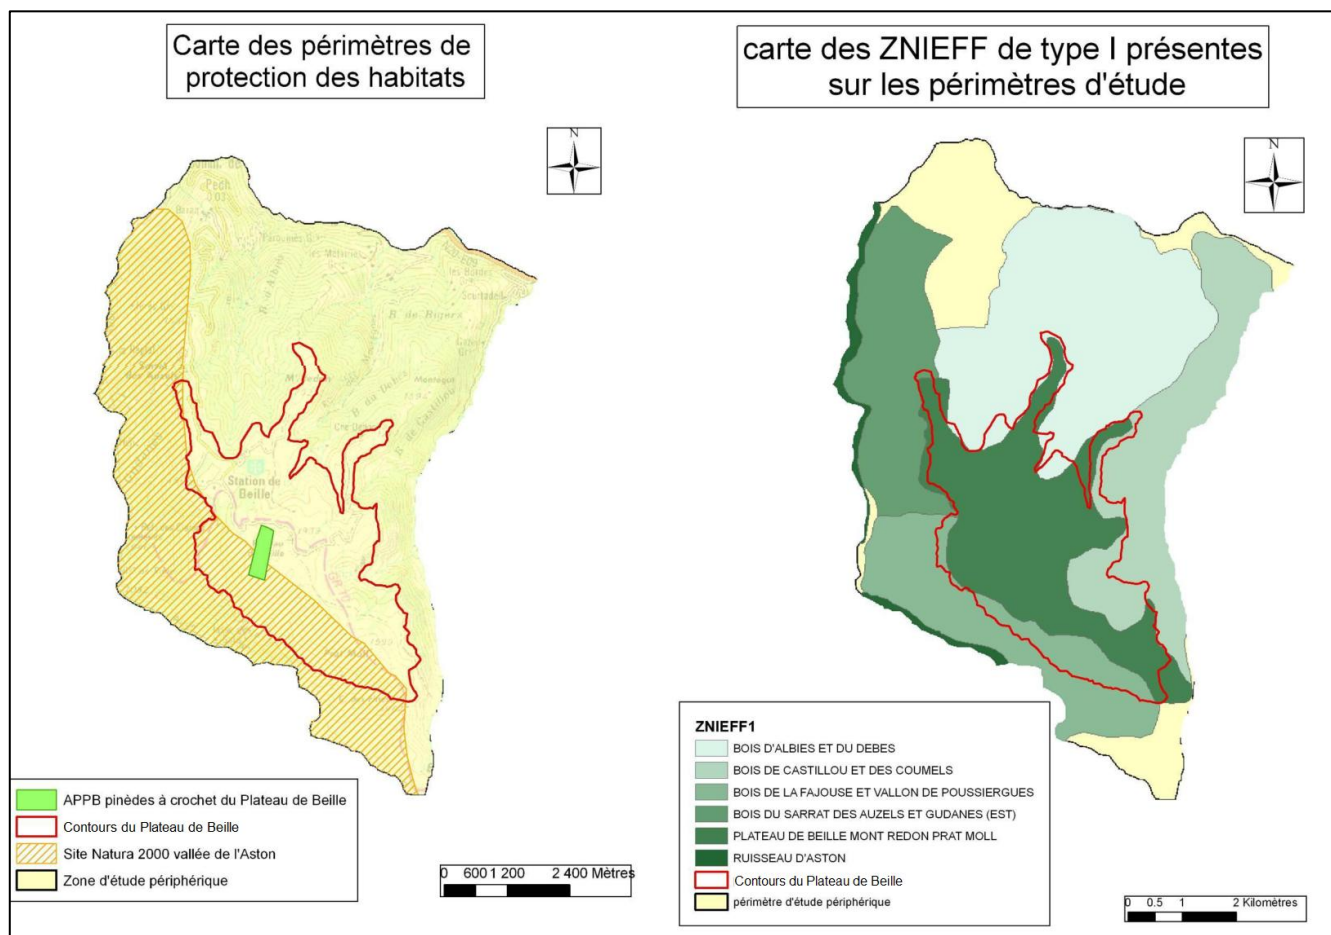 Carte des périmètres de
protection des habitats
N
Pech
les Bordes
B. de Bigera
Station de
Beille
APPB pinèdes à crochet du Plateau de Beille
Contours du Plateau de Beille
Site Natura 2000 vallée de l'Aston
Zone d'étude périphérique
0 600 1 200 2 400 Mètres
carte des ZNIEFF de type I présentes
sur les périmètres d'étude
N
ZNIEFF1
BOIS D'ALBIES ET DU DEBES
BOIS DE CASTILLOU ET DES COUMELS
BOIS DE LA FAJOUSE ET VALLON DE POUSSIERGUES
BOIS DU SARRAT DES AUZELS ET GUDANES (EST)
PLATEAU DE BEILLE MONT REDON PRAT MOLL
RUISSEAU D'ASTON
Contours du Plateau de Beille
périmètre d'étude périphérique
0 0.5 1 2 Kilomètres